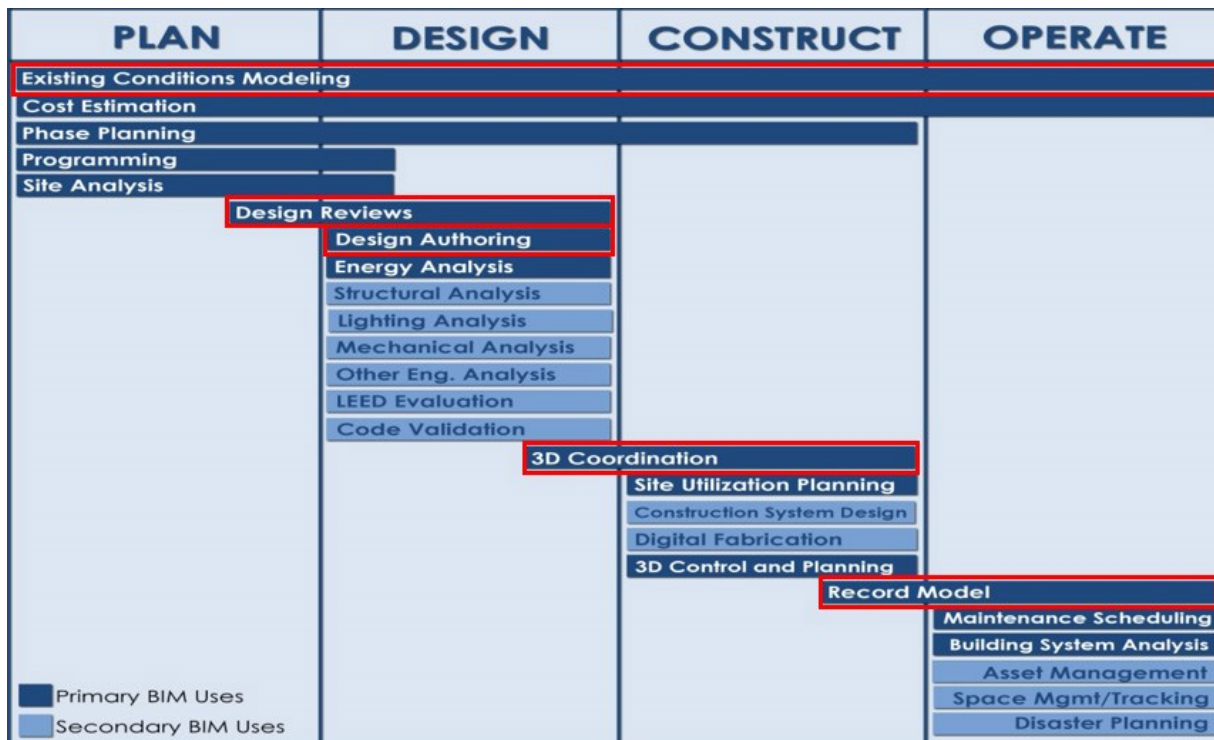 PLAN DESIGN CONSTRUCT OPERATE
Existing Conditions Modeling
Cost Estimation
Phase Planning
Programming
Site Analysis
Design Reviews
Design Authoring
Energy Analysis
Structural Analysis
Lighting Analysis
Mechanical Analysis
Other Eng. Analysis
LEED Evaluation
Code Validation
3D Coordination
Site Utilization Planning
Construction System Design
Digital Fabrication
3D Control and Planning
Record Model
Maintenance Scheduling
Building System Analysis
Asset Management
Space Mgmt/Tracking
Disaster Planning
Primary BIM Uses
Secondary BIM Uses